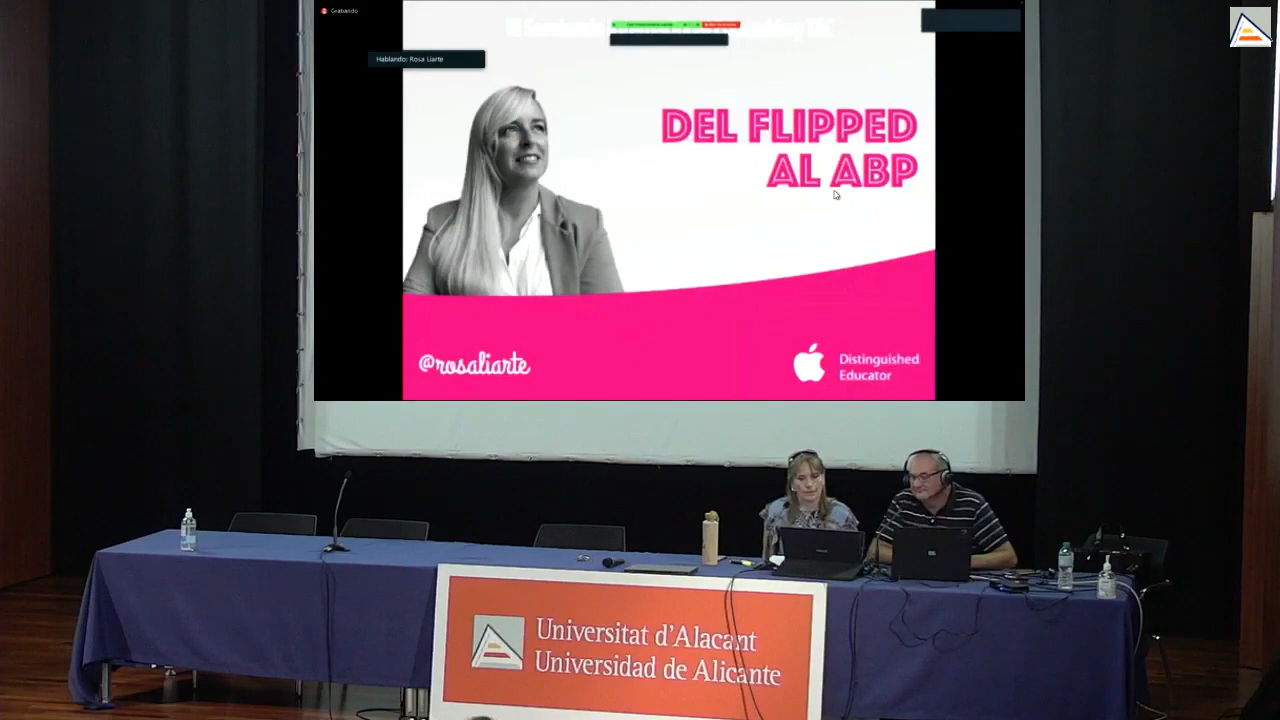 Grabando
Hablando: Rosa Liarte
DEL FLIPPED
AL ABP
@rosaliarte
Distinguished
Educator
Universitat d'Alacant
Universidad de Alicante